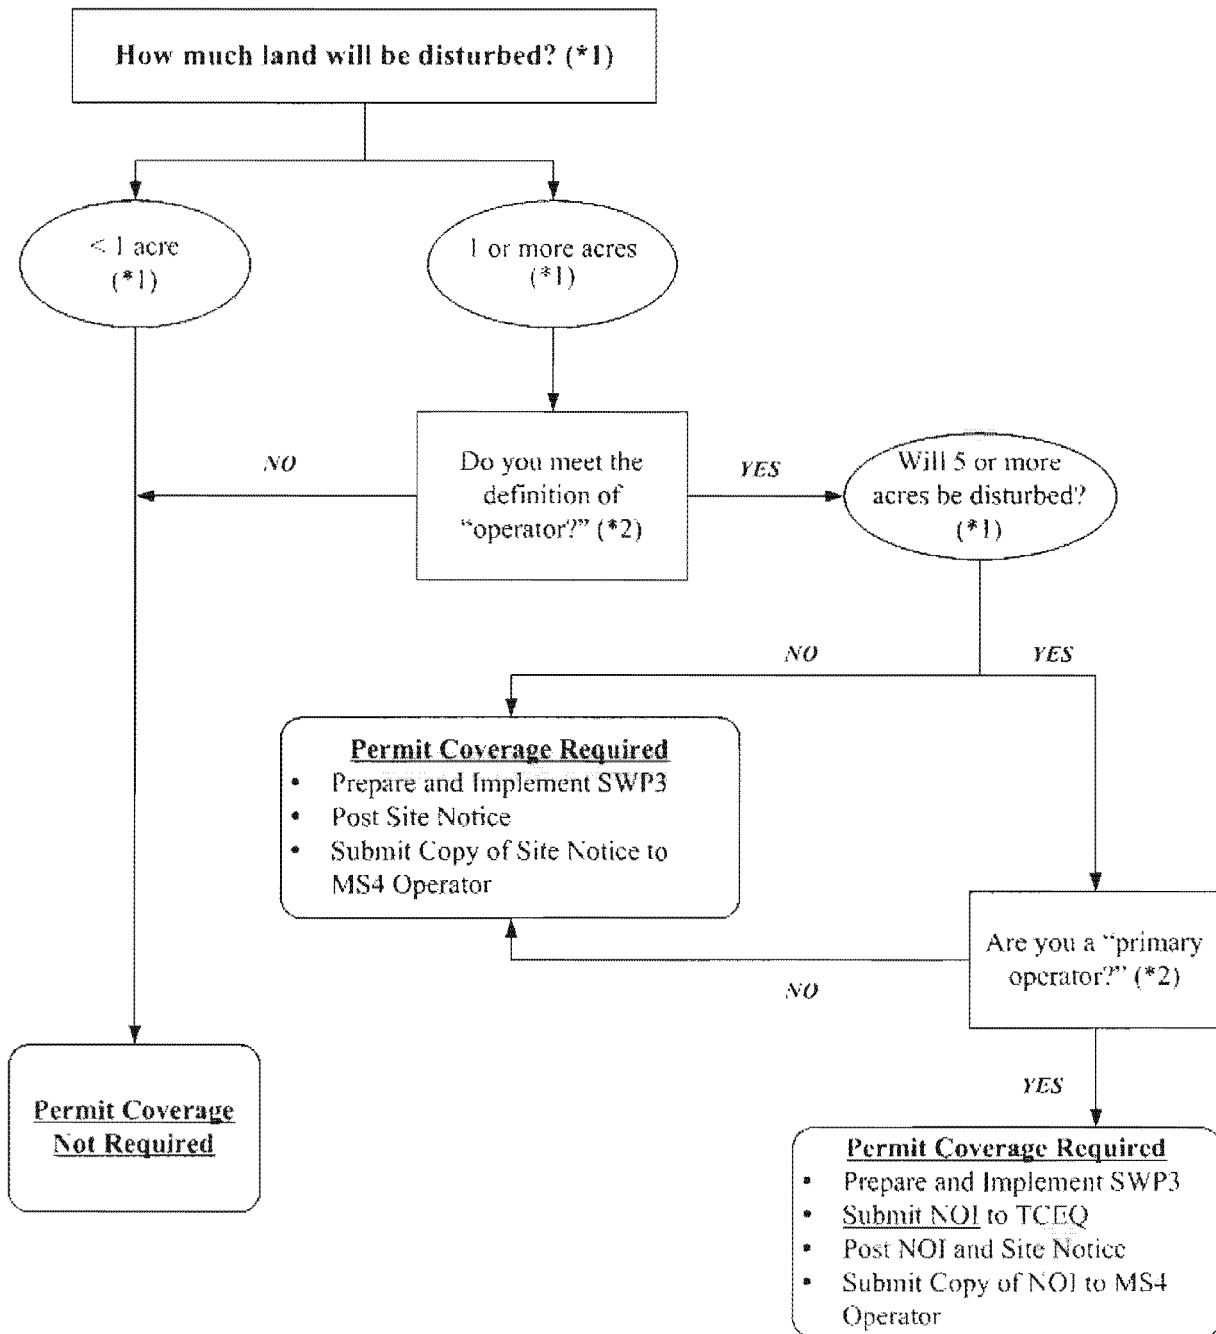 How much land will be disturbed? (*1)
< 1 acre
(*1)
1 or more acres
(*1)
NO
Do you meet the
definition of
“operator?” (*2)
YES
Will 5 or more
acres be disturbed?
(*1)
NO
YES
Permit Coverage Required
• Prepare and Implement SWP3
• Post Site Notice
• Submit Copy of Site Notice to
MS4 Operator
Are you a “primary
operator?” (*2)
NO
YES
Permit Coverage
Not Required
Permit Coverage Required
• Prepare and Implement SWP3
• Submit NOI to TCEQ
• Post NOI and Site Notice
• Submit Copy of NOI to MS4
Operator